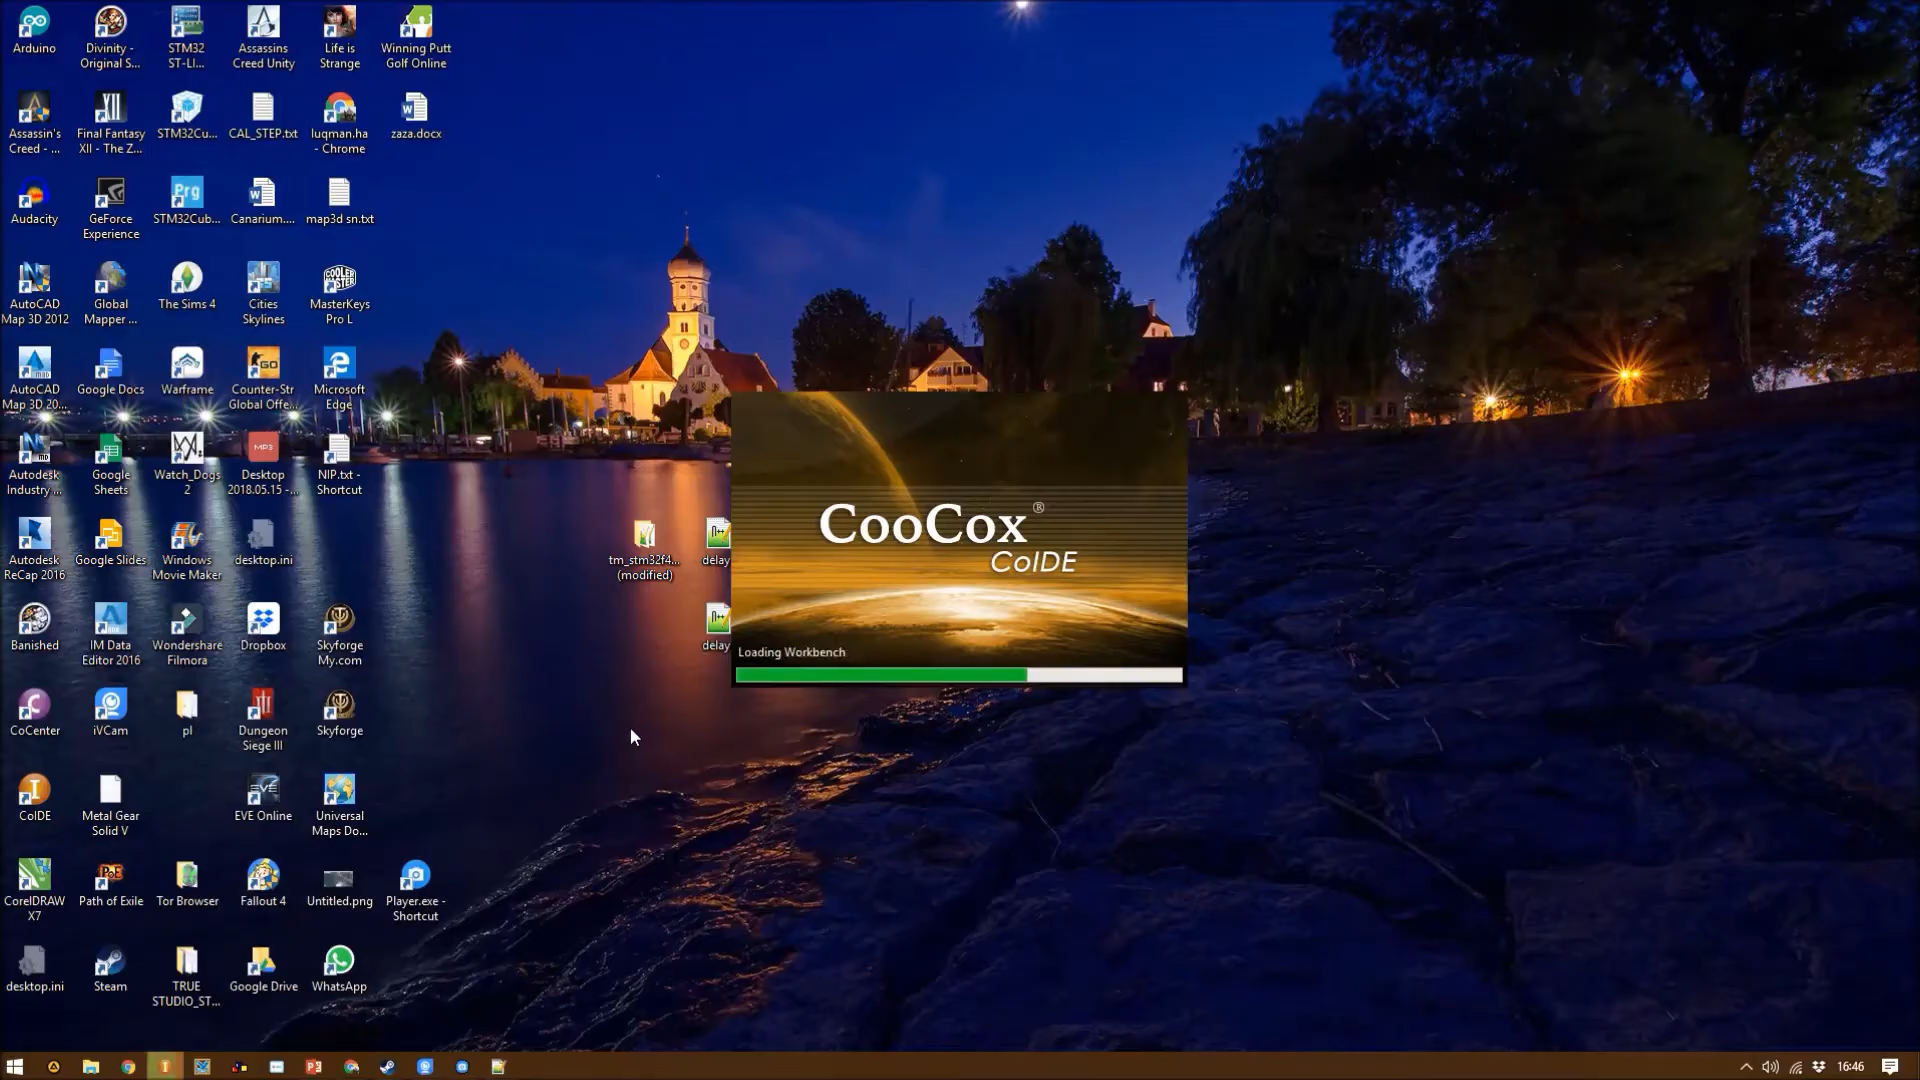 Arduino
Divinity -
Original S...
STM32
ST-LI...
Assassins
Creed Unity
Life is
Strange
Winning Putt
Golf Online
Assassin's
Creed - ...
Final Fantasy
XII - The Z...
STM32Cu...
CAL_STEP.txt
luqman.ha
- Chrome
zaza.docx
Audacity
GeForce
Experience
Prg
STM32Cub...
Canarium....
map3d sn.txt
AutoCAD
Map 3D 2012
Global
Mapper ...
The Sims 4
Cities
Skylines
COOLER
MASTER
MasterKeys
Pro L
AutoCAD
Map 3D 20...
Google Docs
Warframe
GO
Counter-Str
Global Offe...
Microsoft
Edge
Autodesk
Industry ...
Google
Sheets
Watch_Dogs
2
MP3
Desktop
2018.05.15 -...
NIP.txt -
Shortcut
Autodesk
ReCap 2016
Google Slides
Windows
Movie Maker
desktop.ini
tm_stm32f4...
(modified)
delay
CooCox®
CoIDE
Banished
IM Data
Editor 2016
Wondershare
Filmora
Dropbox
Skyforge
My.com
delay
Loading Workbench
CoCenter
iVCam
pl
Dungeon
Siege III
Skyforge
CoIDE
Metal Gear
Solid V
EVE
EVE Online
Universal
Maps Do...
CorelDRAW
X7
PoE
Path of Exile
Tor Browser
Fallout 4
Untitled.png
Player.exe -
Shortcut
desktop.ini
Steam
TRUE
STUDIO_ST...
Google Drive
WhatsApp
16:46